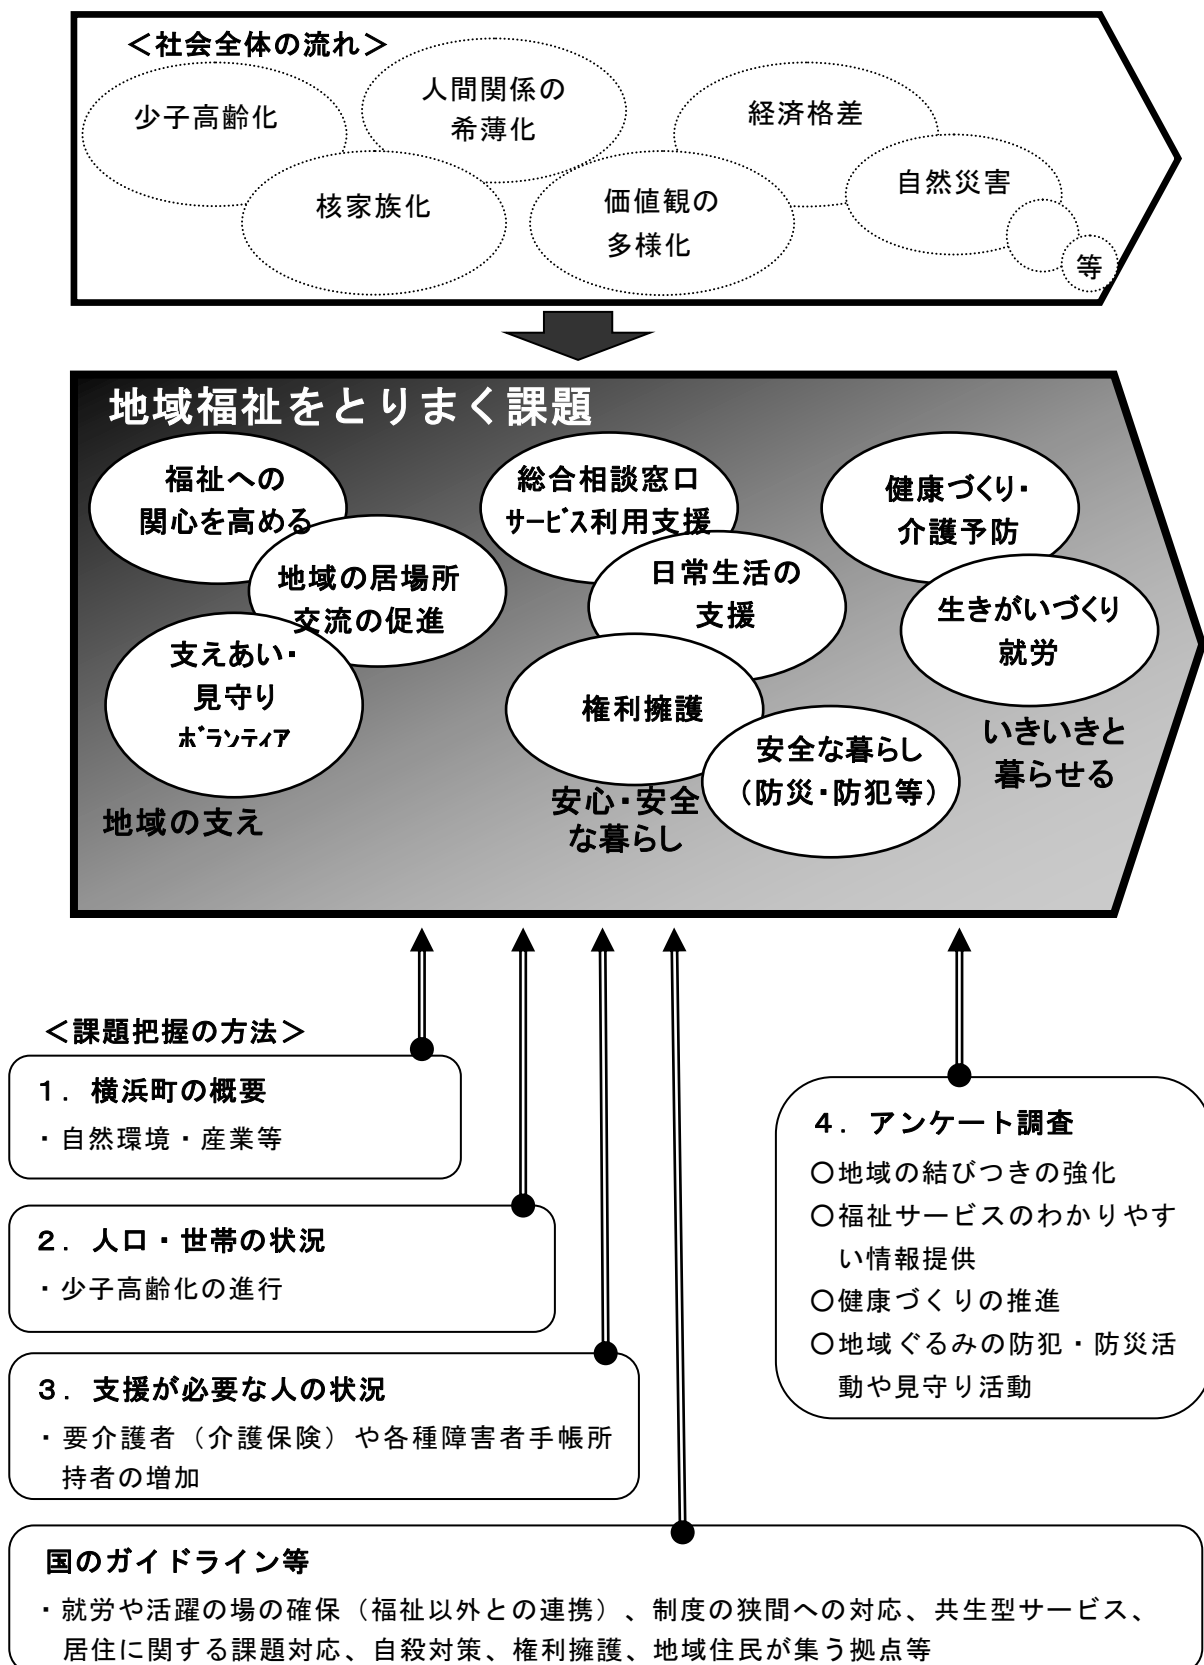 ＜社会全体の流れ＞
少子高齢化
人間関係の
希薄化
経済格差
核家族化
価値観の
多様化
自然災害
等
地域福祉をとりまく課題
福祉への
関心を高める
地域の居場所
交流の促進
支えあい・
見守り
ﾎﾞﾗﾝﾃｨｱ
地域の支え
総合相談窓口
ｻｰﾋﾞｽ利用支援
日常生活の
支援
権利擁護
安全な暮らし
（防災・防犯等）
安心・安全
な暮らし
健康づくり・
介護予防
生きがいづくり
就労
いきいきと
暮らせる
＜課題把握の方法＞
１．横浜町の概要
・自然環境・産業等
２．人口・世帯の状況
・少子高齢化の進行
３．支援が必要な人の状況
・要介護者（介護保険）や各種障害者手帳所
持者の増加
４．アンケート調査
〇地域の結びつきの強化
〇福祉サービスのわかりやす
い情報提供
〇健康づくりの推進
〇地域ぐるみの防犯・防災活
動や見守り活動
国のガイドライン等
・就労や活躍の場の確保（福祉以外との連携）、制度の狭間への対応、共生型サービス、
居住に関する課題対応、自殺対策、権利擁護、地域住民が集う拠点等